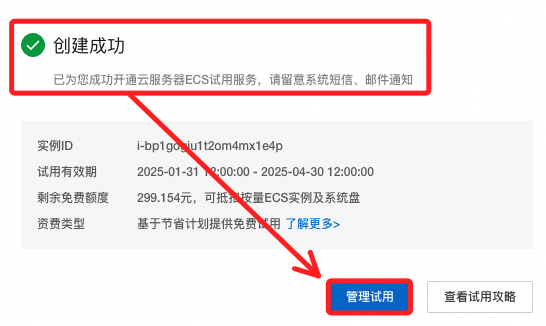 创建成功
已为您成功开通云服务器ECS试用服务，请留意系统短信、邮件通知
实例ID i-bp1gogiu1t2om4mx1e4p
试用有效期 2025-01-31 12:00:00 - 2025-04-30 12:00:00
剩余免费额度 299.154元，可抵扣按量ECS实例及系统盘
资费类型 基于节省计划提供免费试用 了解更多>
管理试用 查看试用攻略